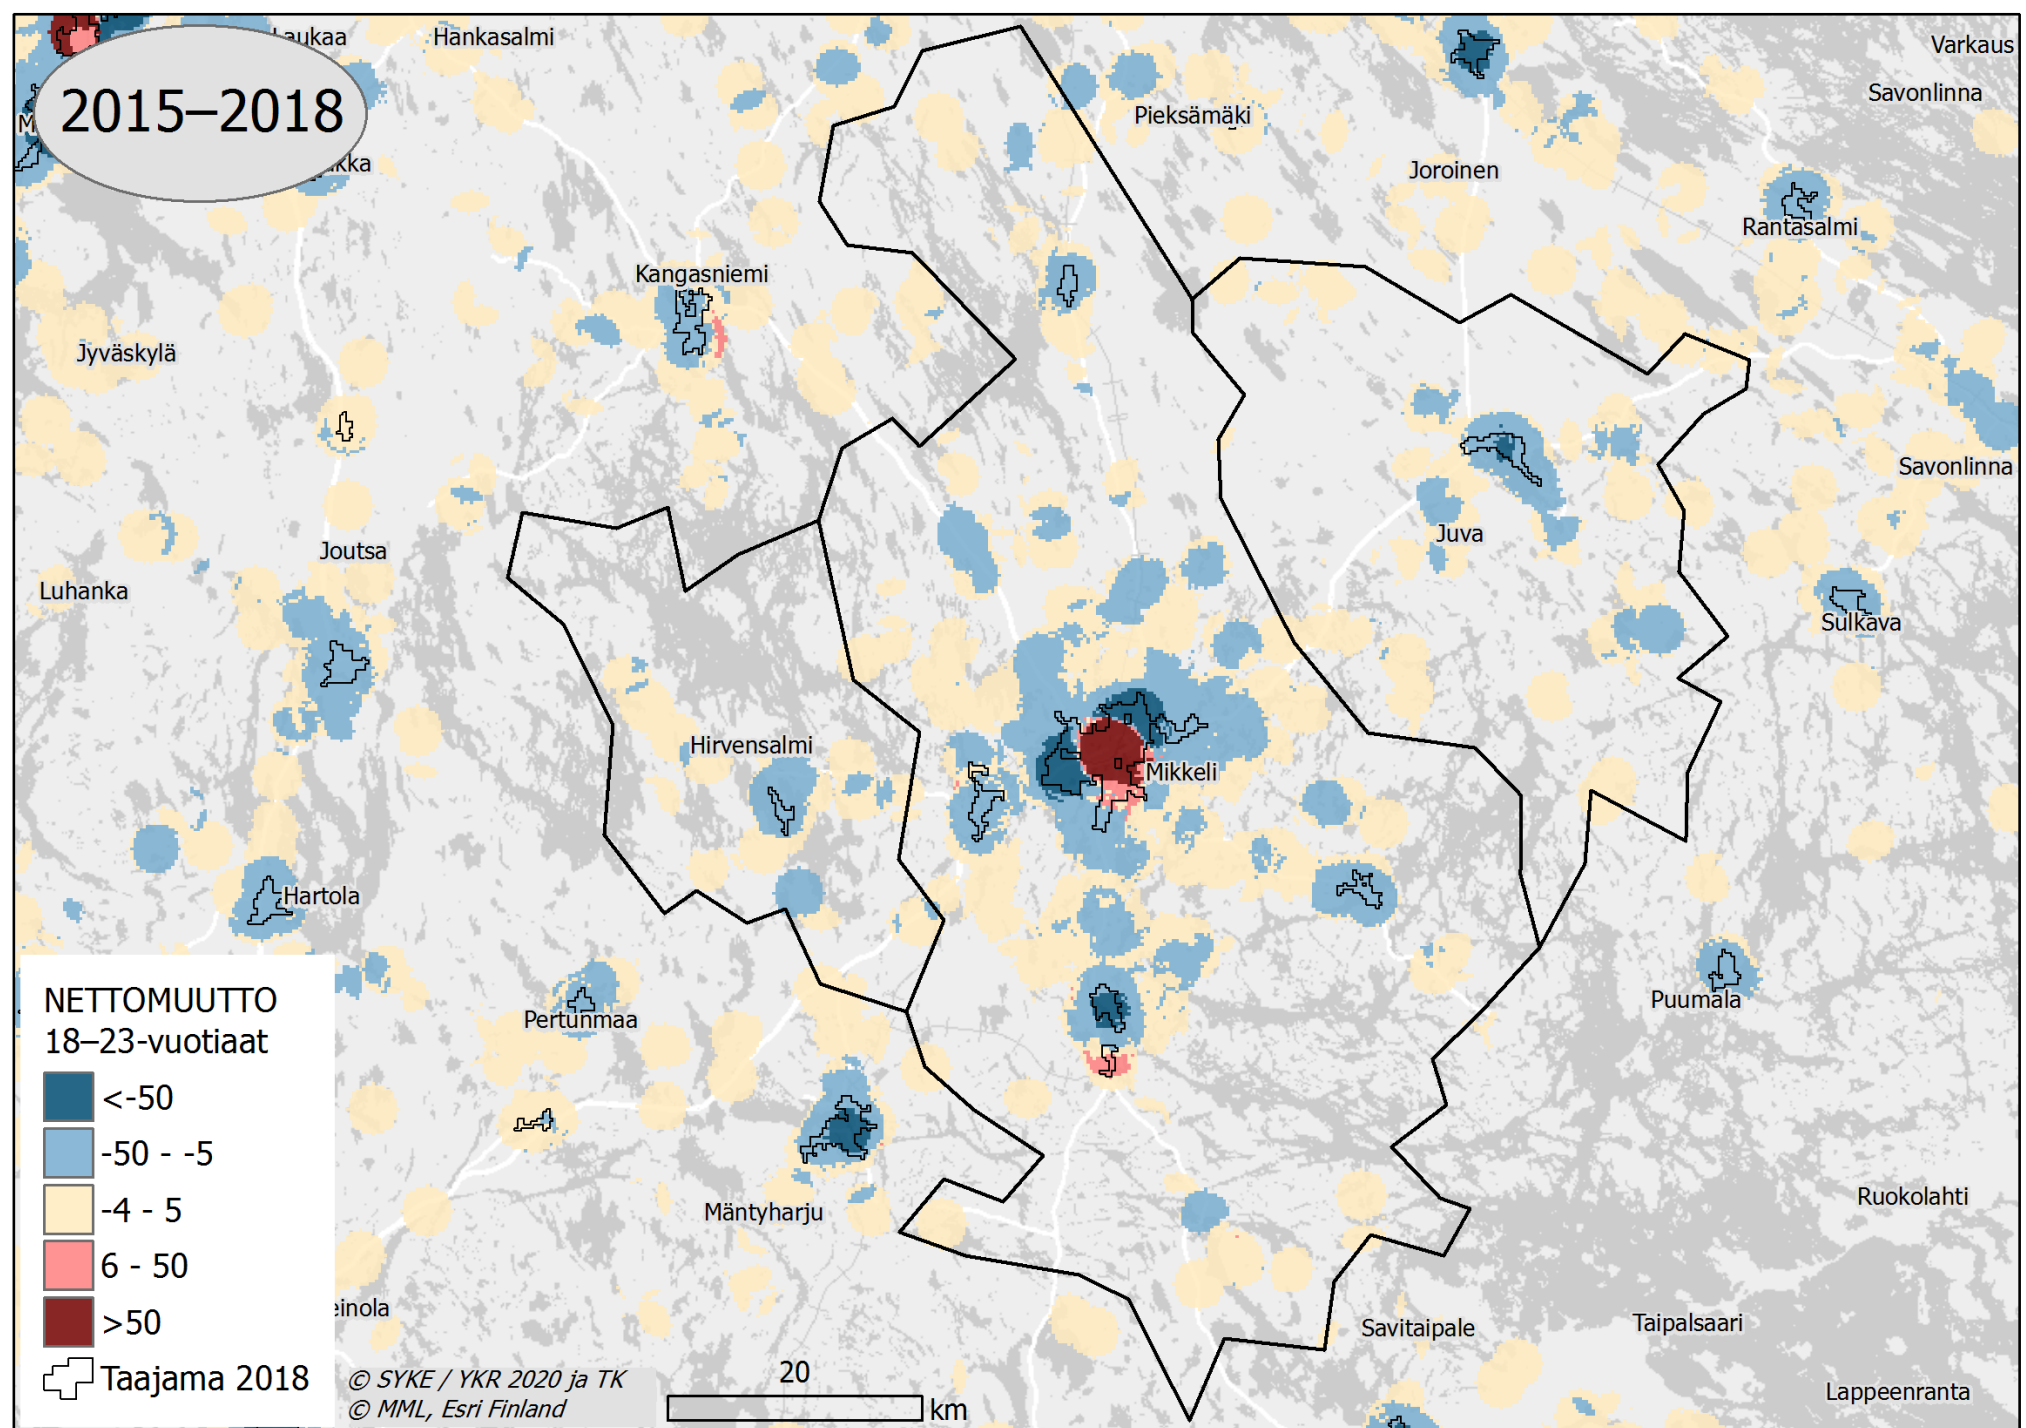 Laukaa
Hankasalmi
Varkaus
2015–2018
Savonlinna
Pieksämäki
M
kka
Joroinen
Rantasalmi
Kangasniemi
Jyväskylä
Savonlinna
Juva
Joutsa
Luhanka
Sulkava
Hirvensalmi
Mikkeli
Hartola
Puumala
Pertunmaa
Mäntyharju
Ruokolahti
einola
Savitaipale
Taipalsaari
Lappeenranta
NETTOMUUTTO
18–23-vuotiaat
<-50
-50 - -5
-4 - 5
6 - 50
>50
Taajama 2018
© SYKE / YKR 2020 ja TK
© MML, Esri Finland
20
km